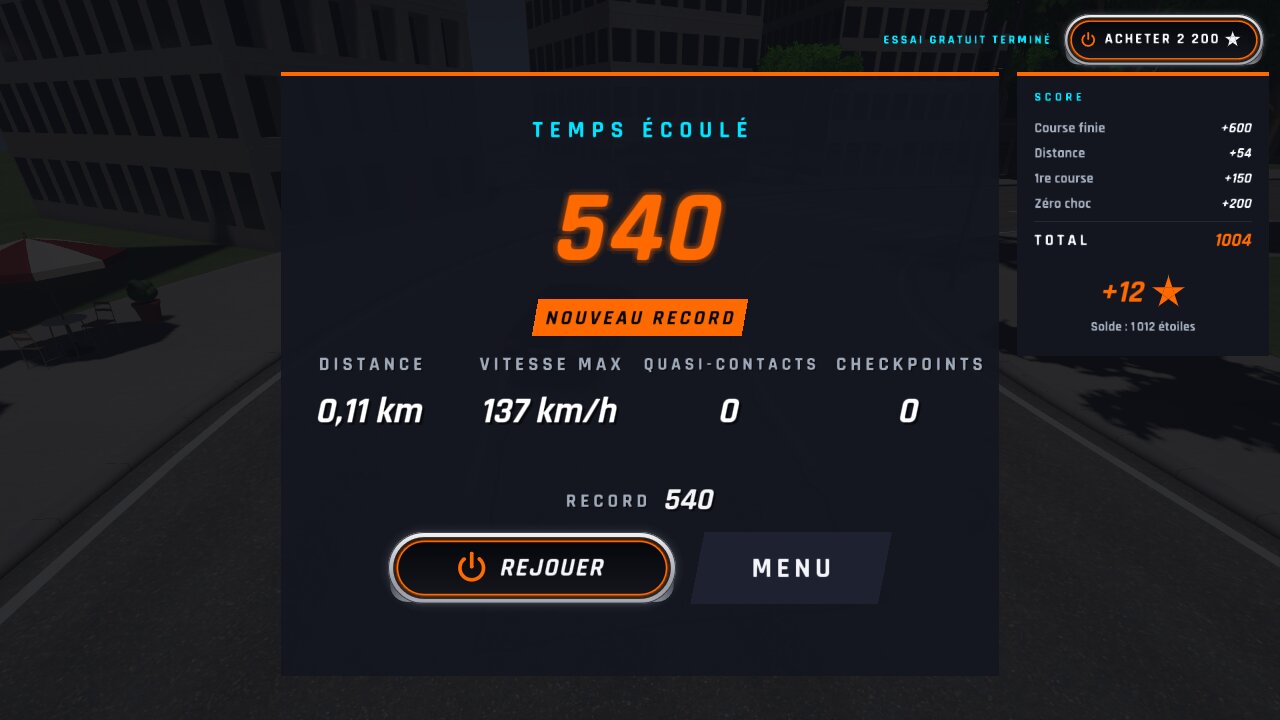 ESSAI GRATUIT TERMINÉ
ACHETER 2 200 ★
TEMPS ÉCOULÉ
540
NOUVEAU RECORD
DISTANCE VITESSE MAX QUASI-CONTACTS CHECKPOINTS
0,11 km 137 km/h 0 0
RECORD 540
REJOUER
MENU
SCORE
Course finie +600
Distance +54
1re course +150
Zéro choc +200
TOTAL 1004
+12 ★
Solde : 1 012 étoiles